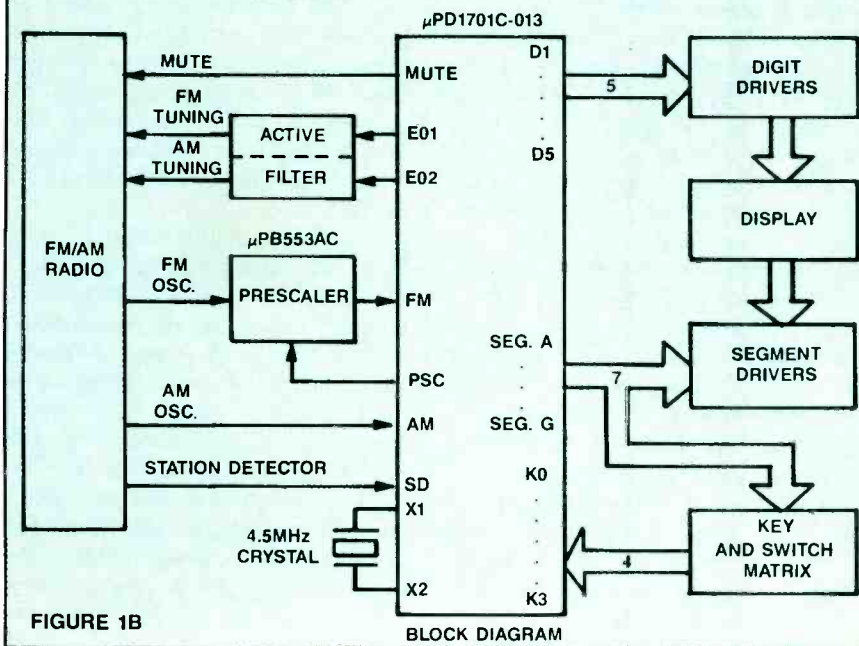 µPD1701C-013
MUTE
FM
TUNING
AM
TUNING
ACTIVE
FILTER
µPB553AC
FM/AM
RADIO
FM
OSC.
PRESCALER
AM
OSC.
STATION DETECTOR
4.5MHz
CRYSTAL
MUTE
E01
E02
FM
PSC
AM
SD
X1
X2
D1
D5
SEG. A
SEG. G
K0
K3
5
7
4
DIGIT
DRIVERS
DISPLAY
SEGMENT
DRIVERS
KEY
AND SWITCH
MATRIX
FIGURE 1B
BLOCK DIAGRAM